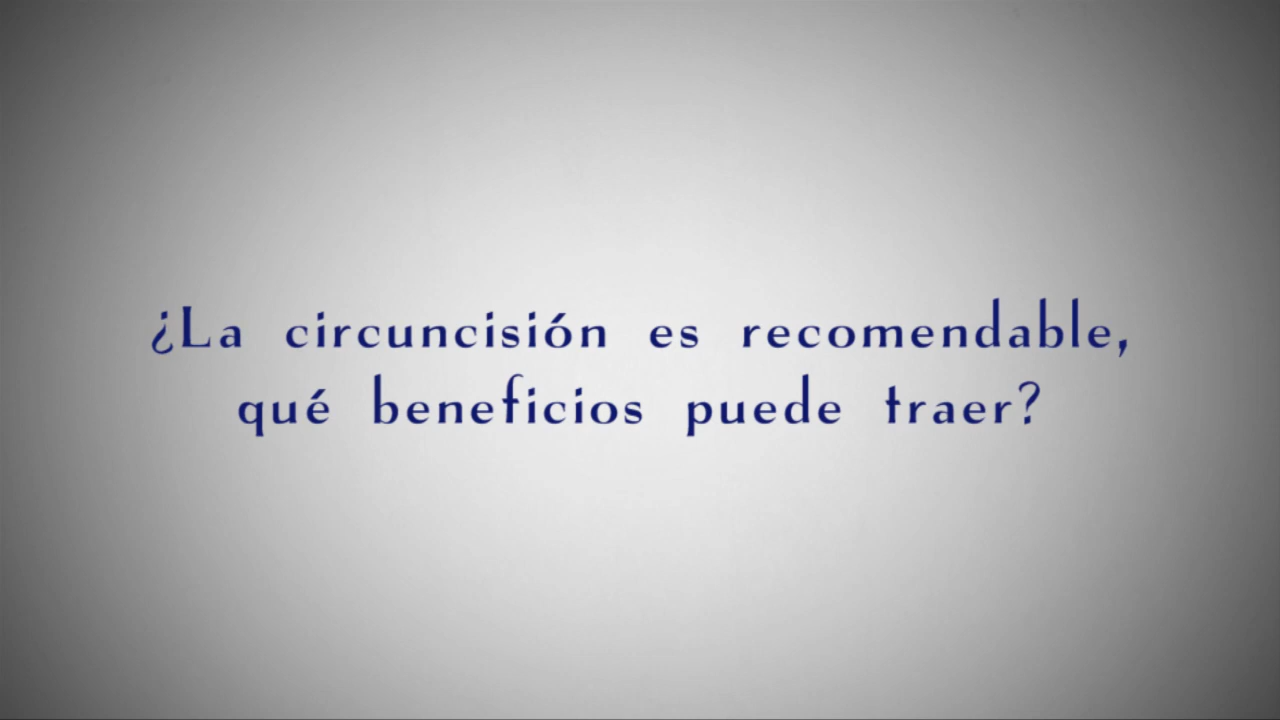 ¿La circuncisión es recomendable,
qué beneficios puede traer?